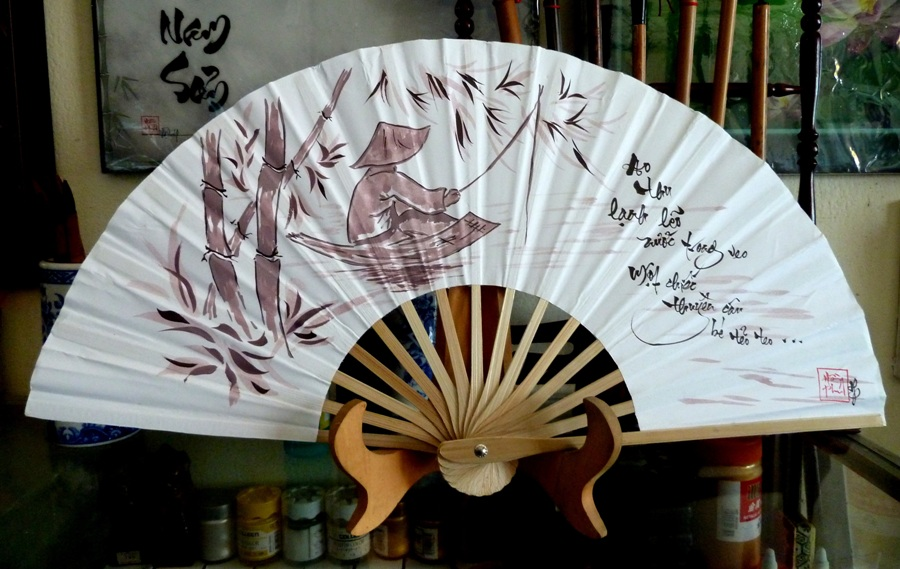 Nam
Sơn
Ao
thu
lạnh lẽo
nước trong veo
Một chiếc
thuyền câu
bé tẻo teo ...